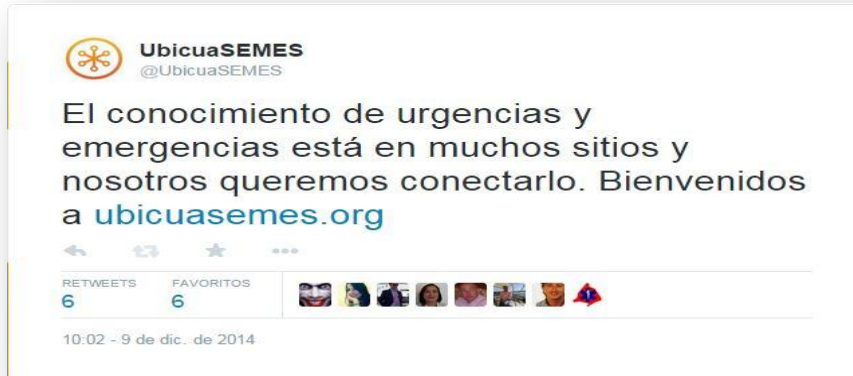 UbicuaSEMES
@UbicuaSEMES
El conocimiento de urgencias y
emergencias está en muchos sitios y
nosotros queremos conectarlo. Bienvenidos
a ubicuasemes.org
RETWEETS FAVORITOS
6 6
10:02 - 9 de dic. de 2014